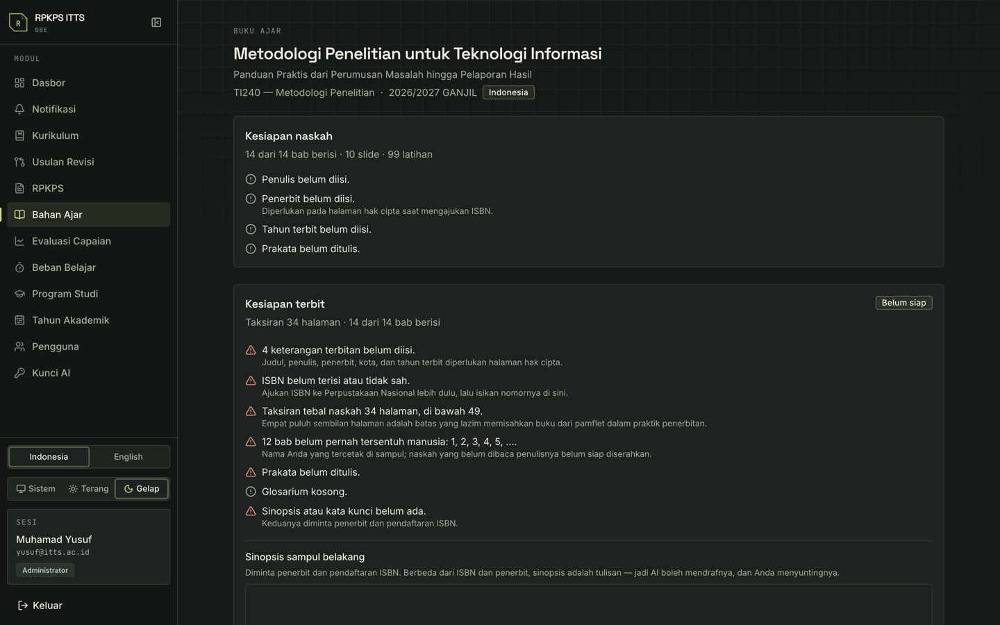 RPKPS ITTS
OBE
MODUL
Dasbor
Notifikasi
Kurikulum
Usulan Revisi
RPKPS
Bahan Ajar
Evaluasi Capaian
Beban Belajar
Program Studi
Tahun Akademik
Pengguna
Kunci AI
Indonesia
English
Sistem
Terang
Gelap
SESI
Muhamad Yusuf
yusuf@itts.ac.id
Administrator
Keluar
BUKU AJAR
Metodologi Penelitian untuk Teknologi Informasi
Panduan Praktis dari Perumusan Masalah hingga Pelaporan Hasil
TI240 — Metodologi Penelitian · 2026/2027 GANJIL Indonesia
Kesiapan naskah
14 dari 14 bab berisi · 10 slide · 99 latihan
Penulis belum diisi.
Penerbit belum diisi.
Diperlukan pada halaman hak cipta saat mengajukan ISBN.
Tahun terbit belum diisi.
Prakata belum ditulis.
Kesiapan terbit
Belum siap
Taksiran 34 halaman · 14 dari 14 bab berisi
4 keterangan terbitan belum diisi.
Judul, penulis, penerbit, kota, dan tahun terbit diperlukan halaman hak cipta.
ISBN belum terisi atau tidak sah.
Ajukan ISBN ke Perpustakaan Nasional lebih dulu, lalu isikan nomornya di sini.
Taksiran tebal naskah 34 halaman, di bawah 49.
Empat puluh sembilan halaman adalah batas yang lazim memisahkan buku dari pamflet dalam praktik penerbitan.
12 bab belum pernah tersentuh manusia: 1, 2, 3, 4, 5, ....
Nama Anda yang tercetak di sampul; naskah yang belum dibaca penulisnya belum siap diserahkan.
Prakata belum ditulis.
Glosarium kosong.
Sinopsis atau kata kunci belum ada.
Keduanya diminta penerbit dan pendaftaran ISBN.
Sinopsis sampul belakang
Diminta penerbit dan pendaftaran ISBN. Berbeda dari ISBN dan penerbit, sinopsis adalah tulisan — jadi AI boleh mendrafnya, dan Anda menyuntingnya.